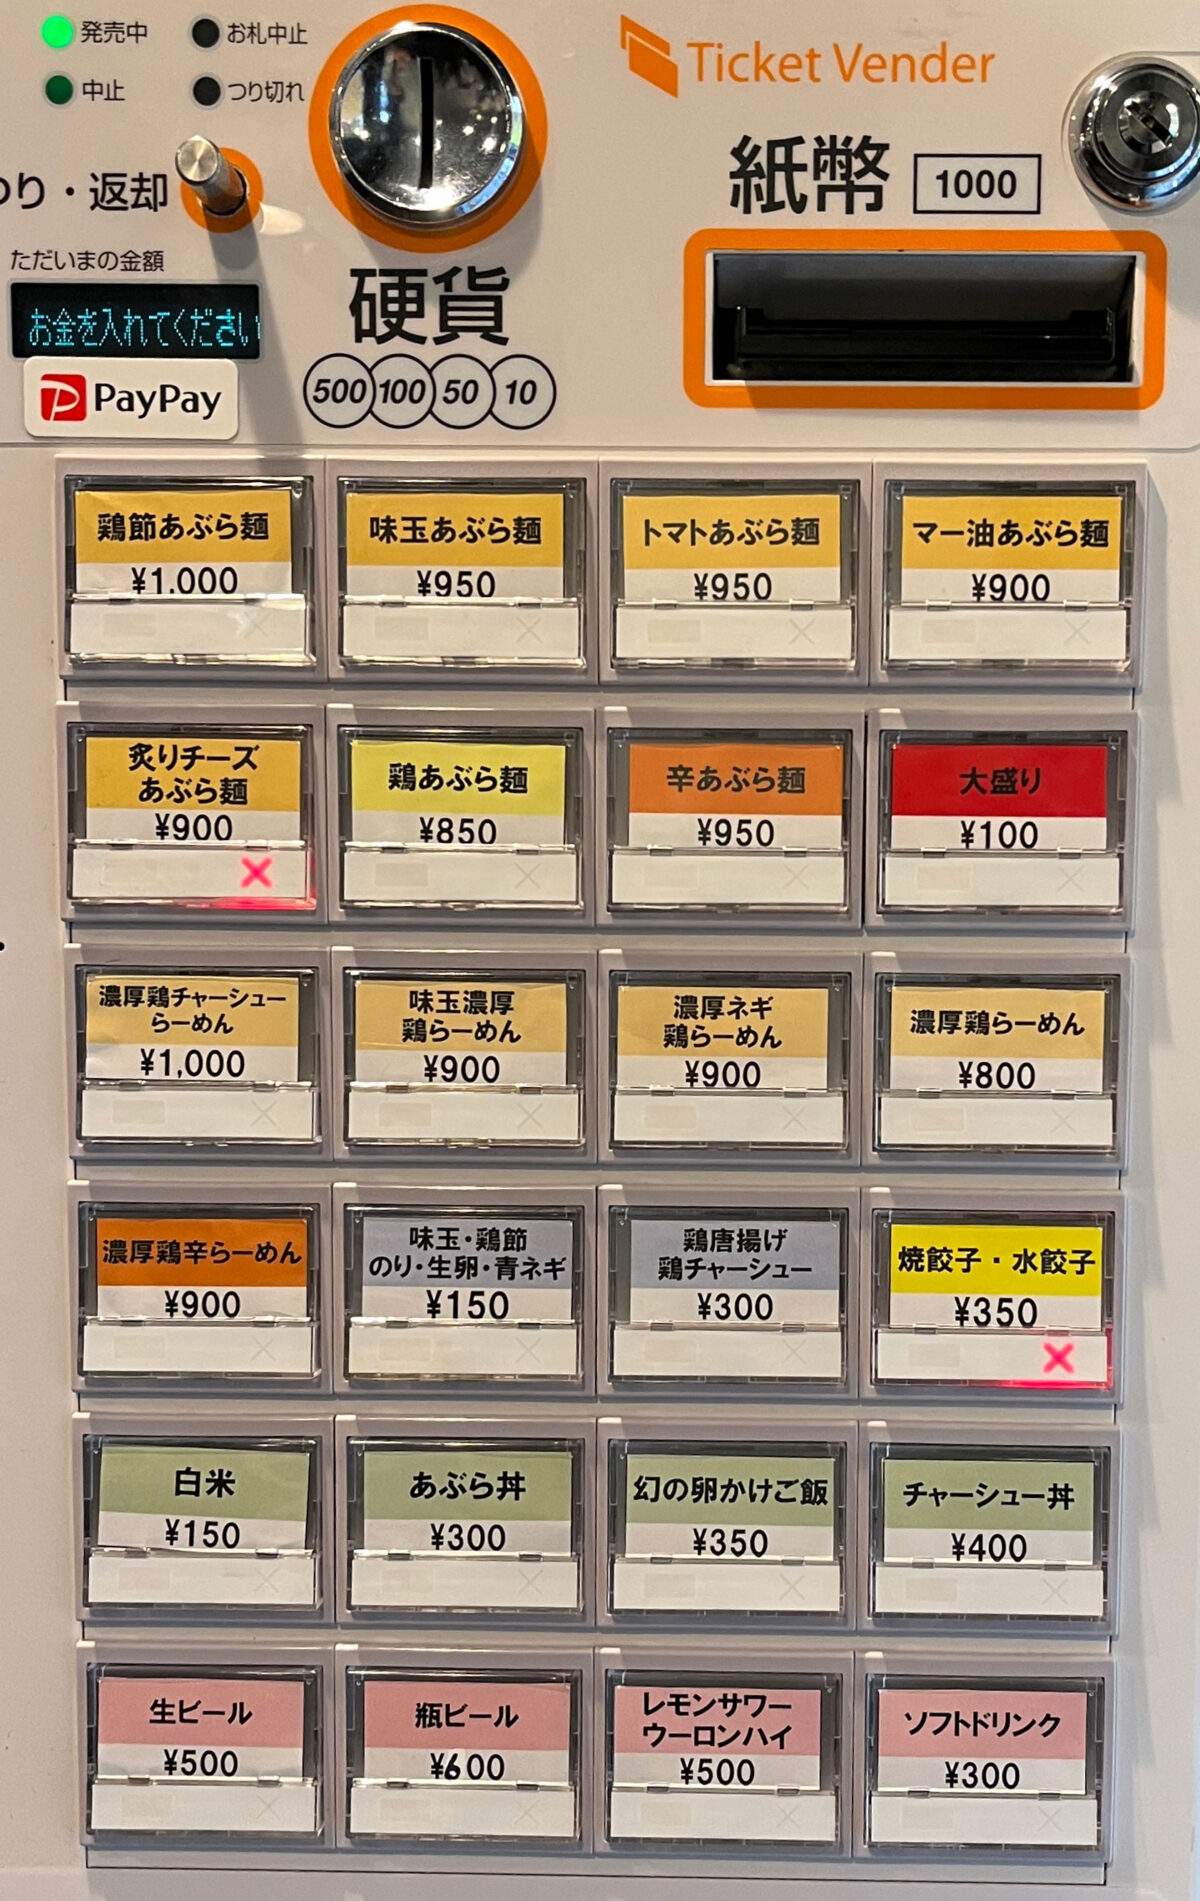 発売中
お札中止
中止
つり切れ
Ticket Vender
つり・返却
紙幣
1000
ただいまの金額
お金を入れてください
硬貨
PayPay
500 100 50 10
鶏節あぶら麺
¥1,000
味玉あぶら麺
¥950
トマトあぶら麺
¥950
マー油あぶら麺
¥900
炙りチーズ
あぶら麺
¥900
×
鶏あぶら麺
¥850
辛あぶら麺
¥950
大盛り
¥100
濃厚鶏チャーシュー
らーめん
¥1,000
味玉濃厚
鶏らーめん
¥900
濃厚ネギ
鶏らーめん
¥900
濃厚鶏らーめん
¥800
濃厚鶏辛らーめん
¥900
味玉・鶏節
のり・生卵・青ネギ
¥150
鶏唐揚げ
鶏チャーシュー
¥300
焼餃子・水餃子
¥350
×
白米
¥150
あぶら丼
¥300
幻の卵かけご飯
¥350
チャーシュー丼
¥400
生ビール
¥500
瓶ビール
¥600
レモンサワー
ウーロンハイ
¥500
ソフトドリンク
¥300